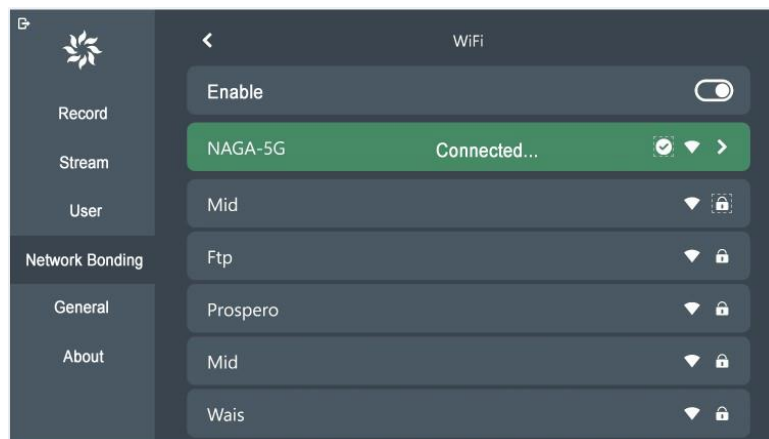 WiFi
Record
Stream
User
Network Bonding
General
About
Enable
NAGA-5G Connected...
Mid
Ftp
Prospero
Mid
Wais